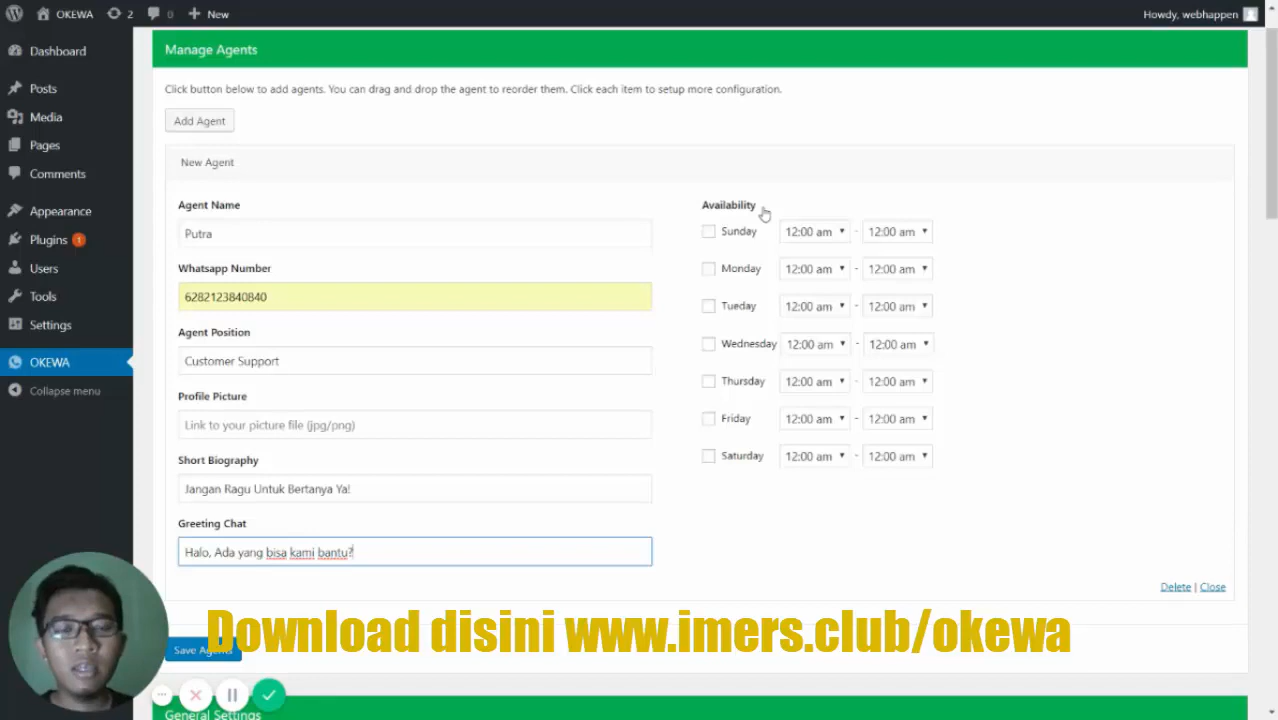 OKEWA 2 0 New Howdy, webhappen
Dashboard
Posts
Media
Pages
Comments
Appearance
Plugins 1
Users
Tools
Settings
OKEWA
Collapse menu
Manage Agents
Click button below to add agents. You can drag and drop the agent to reorder them. Click each item to setup more configuration.
Add Agent
New Agent
Agent Name
Putra
Whatsapp Number
6282123840840
Agent Position
Customer Support
Profile Picture
Link to your picture file (jpg/png)
Short Biography
Jangan Ragu Untuk Bertanya Ya!
Greeting Chat
Halo, Ada yang bisa kami bantu?
Availability
Sunday 12:00 am - 12:00 am
Monday 12:00 am - 12:00 am
Tueday 12:00 am - 12:00 am
Wednesday 12:00 am - 12:00 am
Thursday 12:00 am - 12:00 am
Friday 12:00 am - 12:00 am
Saturday 12:00 am - 12:00 am
Delete | Close
Download disini www.imers.club/okewa
Save Agents
General Settings